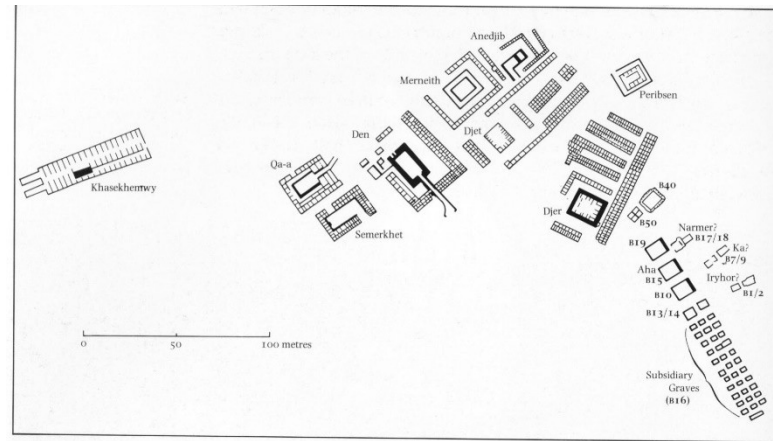 Anedjib
Merneith
Peribsen
Djet
Den
Qa-a
Khasekhemwy
Semerkhet
Djer
B40
B50
Narmer?
B17/18
B19
Ka?
B7/9
Aha
B15
Iryhor?
B1/2
B10
B13/14
0 50 100 metres
Subsidiary
Graves
(B16)